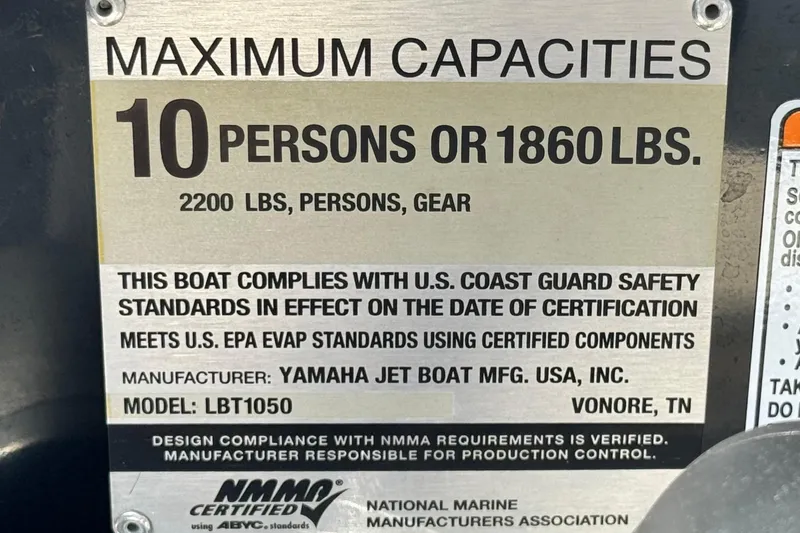 MAXIMUM CAPACITIES
10 PERSONS OR 1860 LBS.
2200 LBS, PERSONS, GEAR
THIS BOAT COMPLIES WITH U.S. COAST GUARD SAFETY
STANDARDS IN EFFECT ON THE DATE OF CERTIFICATION
MEETS U.S. EPA EVAP STANDARDS USING CERTIFIED COMPONENTS
MANUFACTURER: YAMAHA JET BOAT MFG. USA, INC.
MODEL: LBT1050 VONORE, TN
DESIGN COMPLIANCE WITH NMMA REQUIREMENTS IS VERIFIED.
MANUFACTURER RESPONSIBLE FOR PRODUCTION CONTROL.
NMMA®
CERTIFIED
using ABYC® standards
NATIONAL MARINE
MANUFACTURERS ASSOCIATION
DO